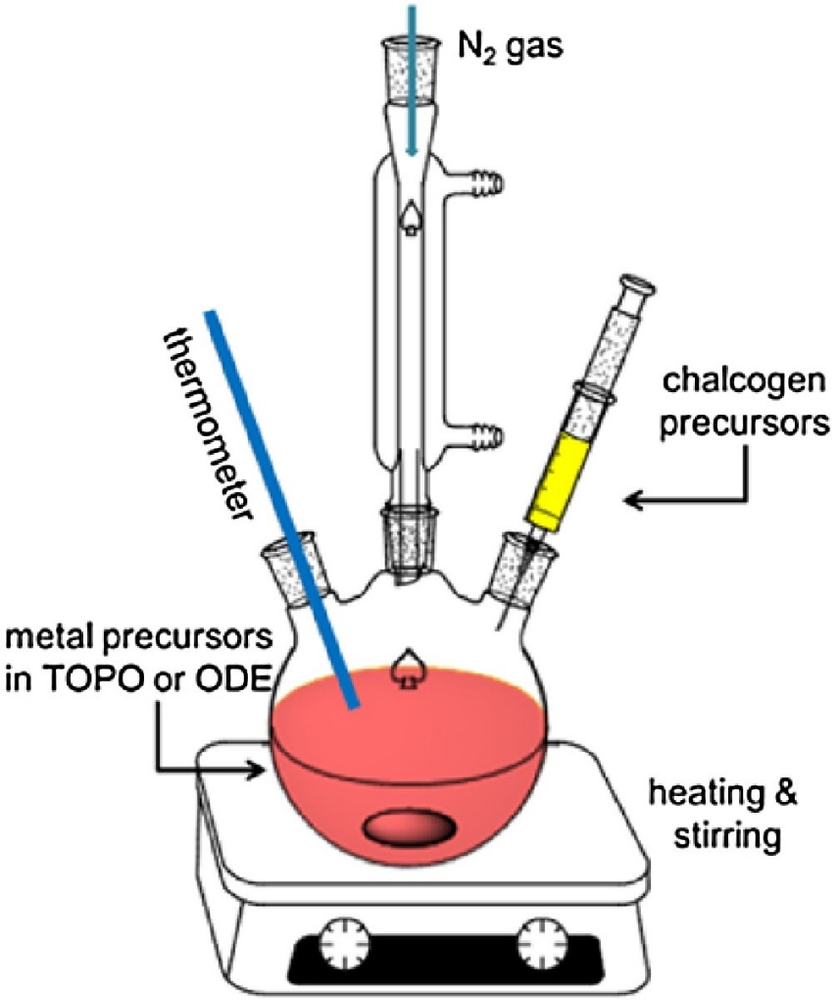 N₂ gas
thermometer
chalcogen
precursors
metal precursors
in TOPO or ODE
heating &
stirring